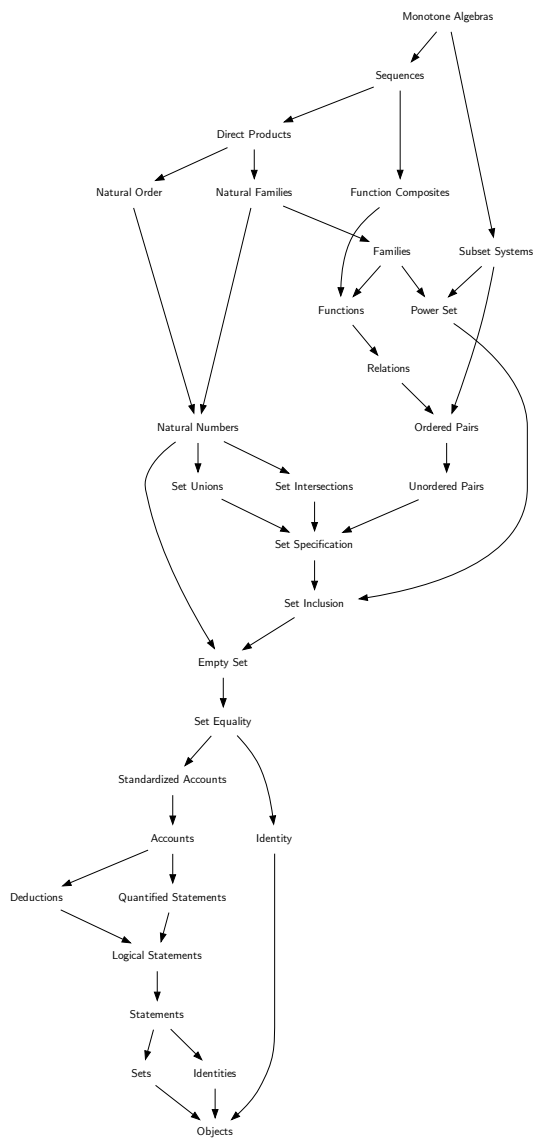 Monotone Algebras
Sequences
Direct Products
Natural Order
Natural Families
Function Composites
Families
Subset Systems
Functions
Power Set
Relations
Natural Numbers
Ordered Pairs
Set Unions
Set Intersections
Unordered Pairs
Set Specification
Set Inclusion
Empty Set
Set Equality
Standardized Accounts
Accounts
Identity
Deductions
Quantified Statements
Logical Statements
Statements
Sets
Identities
Objects